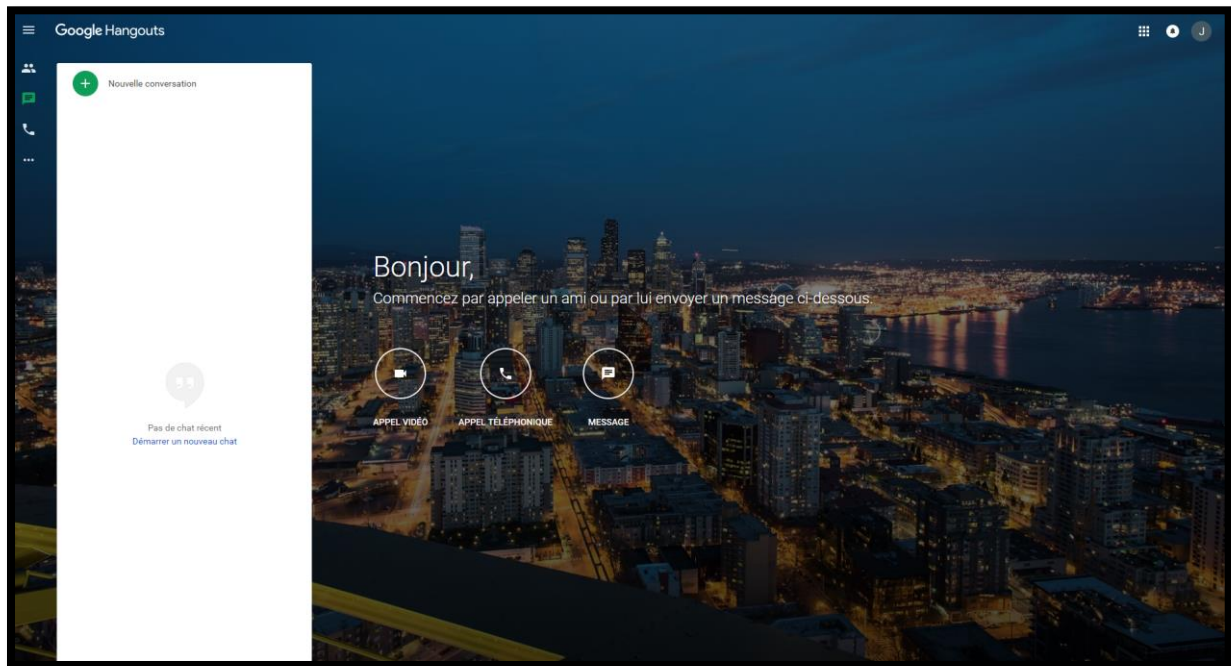 Google Hangouts
J
Nouvelle conversation
Bonjour,
Commencez par appeler un ami ou par lui envoyer un message ci-dessous.
APPEL VIDÉO
APPEL TÉLÉPHONIQUE
MESSAGE
Pas de chat récent
Démarrer un nouveau chat